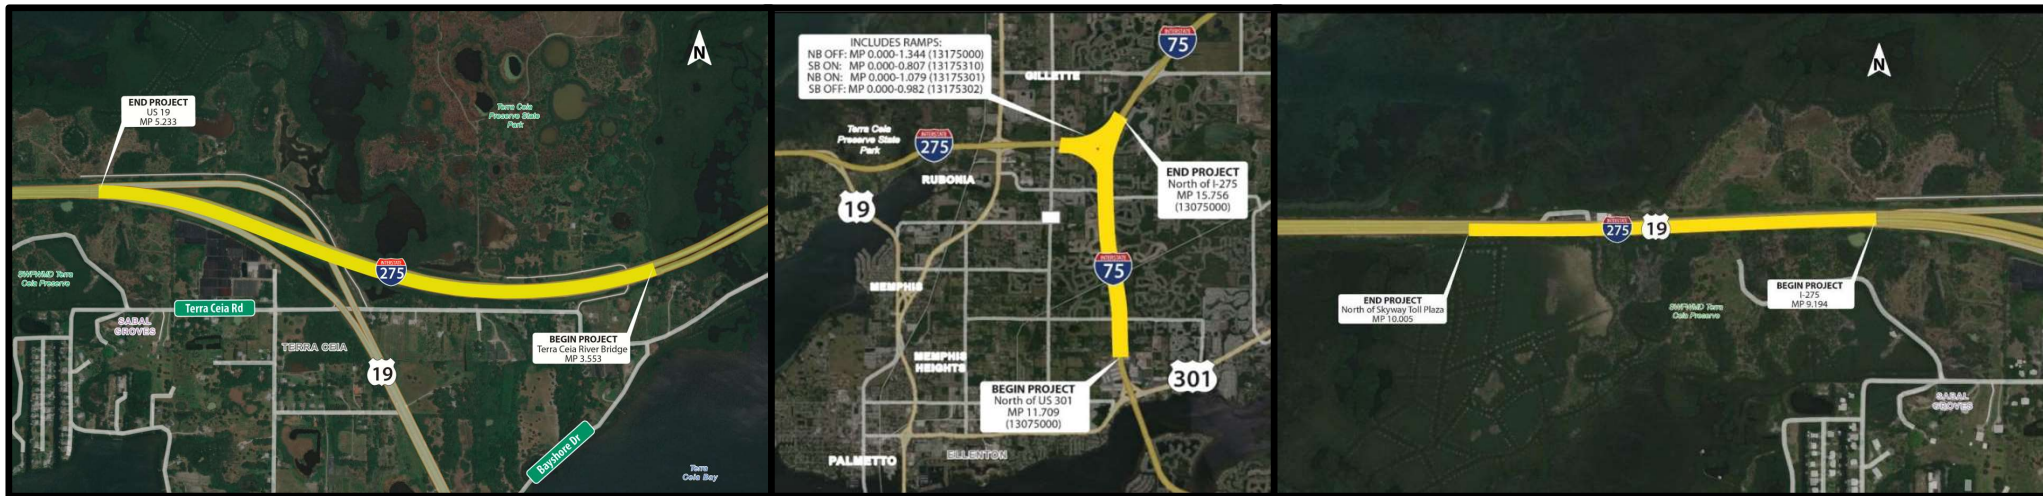 N
END PROJECT
US 19
MP 5.233
Terra Ceia
Preserve State
Park
INTERSTATE
275
SWFWMD Terra
Ceia Preserve
Terra Ceia Rd
SABAL
GROVES
TERRA CEIA
19
BEGIN PROJECT
Terra Ceia River Bridge
MP 3.553
Bayshore Dr
Terra
Ceia Bay
INCLUDES RAMPS:
NB OFF: MP 0.000-1.344 (13175000)
SB ON: MP 0.000-0.807 (13175310)
NB ON: MP 0.000-1.079 (13175301)
SB OFF: MP 0.000-0.982 (13175302)
INTERSTATE
75
GILLETTE
Terra Ceia
Preserve State
Park
INTERSTATE
275
RUBONIA
19
END PROJECT
North of I-275
MP 15.756
(13075000)
INTERSTATE
75
MEMPHIS
MEMPHIS
HEIGHTS
BEGIN PROJECT
North of US 301
MP 11.709
(13075000)
301
PALMETTO
ELLENTON
N
INTERSTATE
275
19
END PROJECT
North of Skyway Toll Plaza
MP 10.005
SWFWMD Terra
Ceia Preserve
BEGIN PROJECT
I-275
MP 9.194
SABAL
GROVES